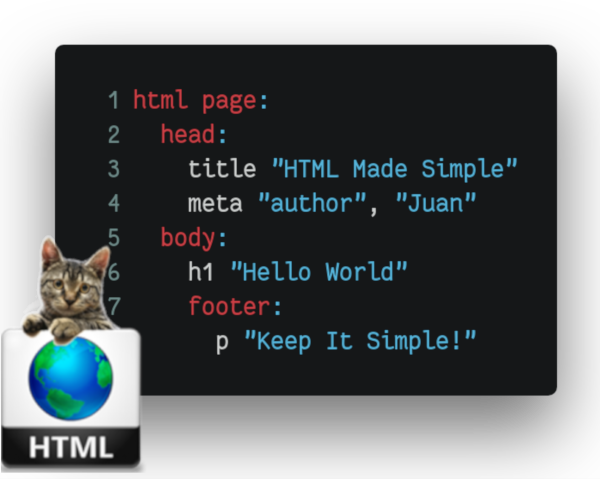 1 html page:
2   head:
3     title "HTML Made Simple"
4     meta "author", "Juan"
5   body:
6     h1 "Hello World"
7     footer:
      p "Keep It Simple!"
HTML